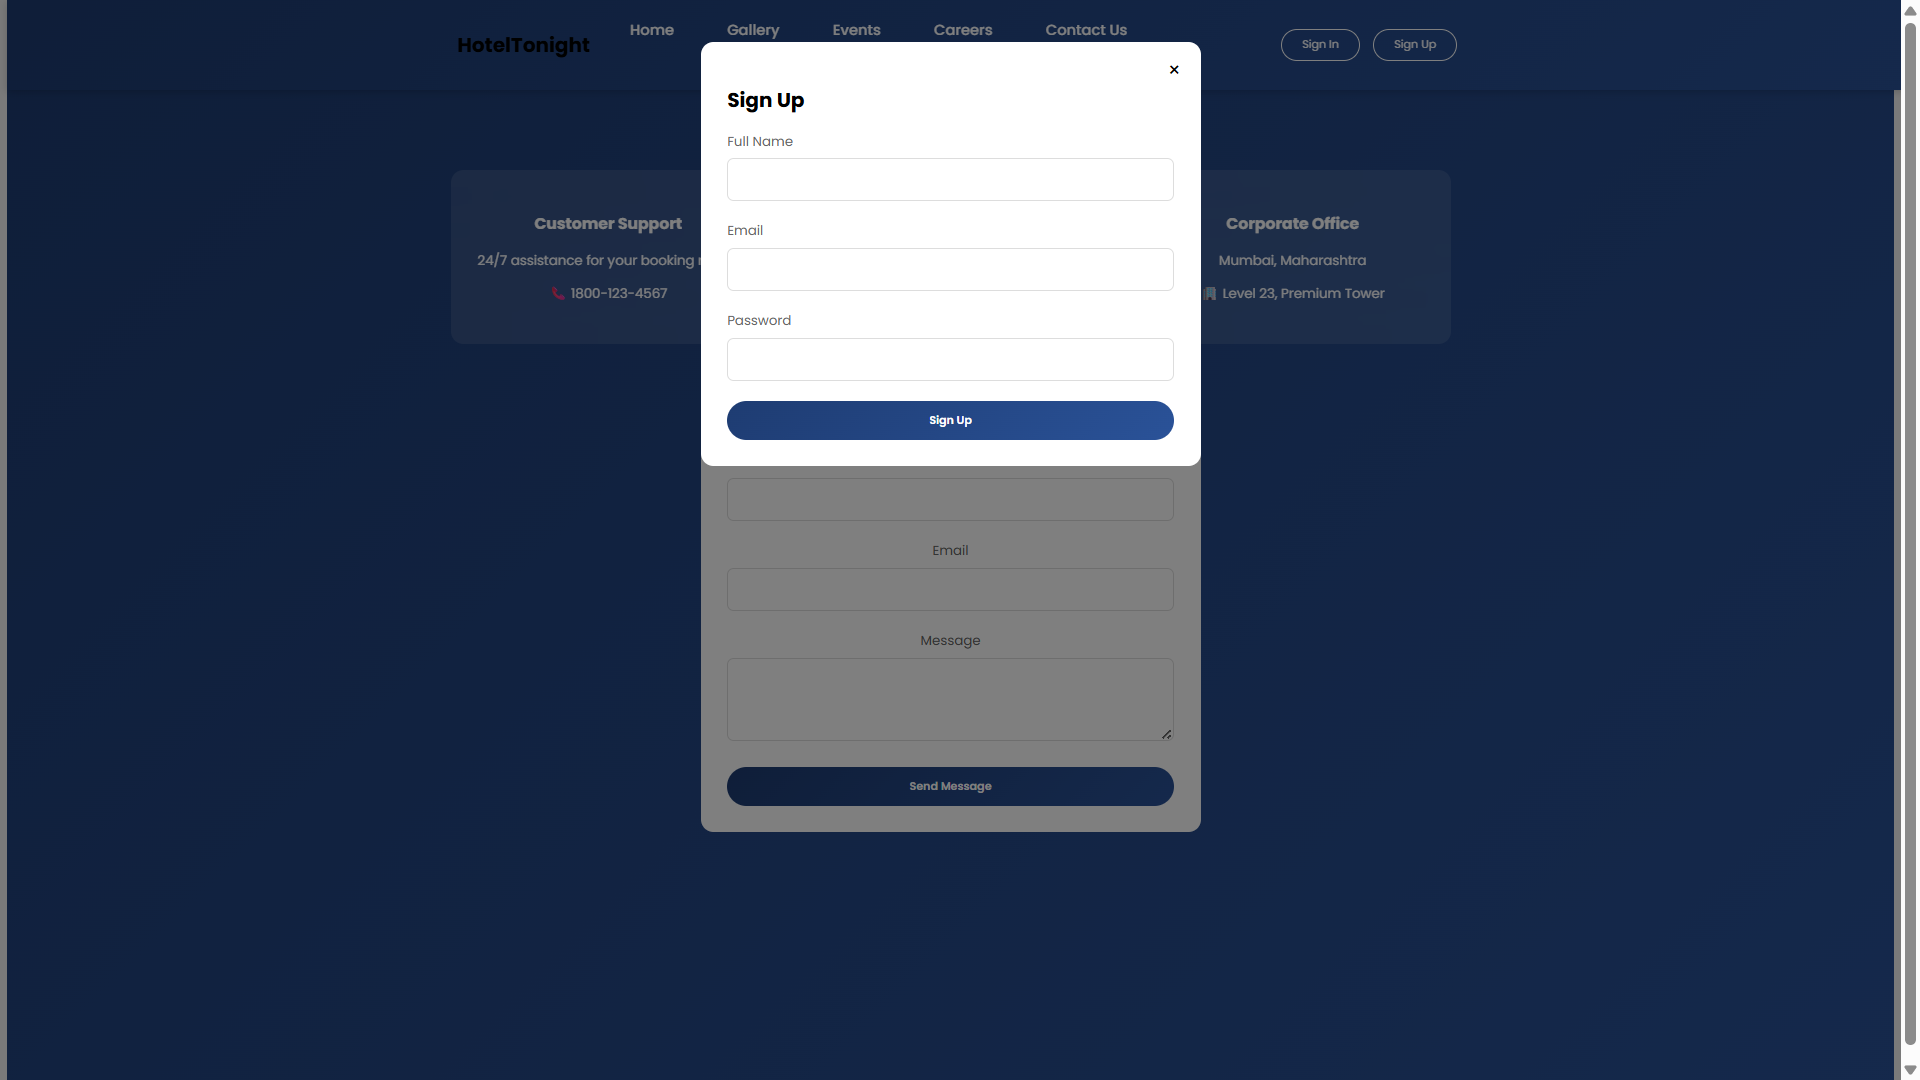 HotelTonight
Home
Gallery
Events
Careers
Contact Us
Sign In
Sign Up
×
Sign Up
Full Name
Email
Password
Sign Up
Customer Support
24/7 assistance for your booking
1800-123-4567
Corporate Office
Mumbai, Maharashtra
Level 23, Premium Tower
Email
Message
Send Message